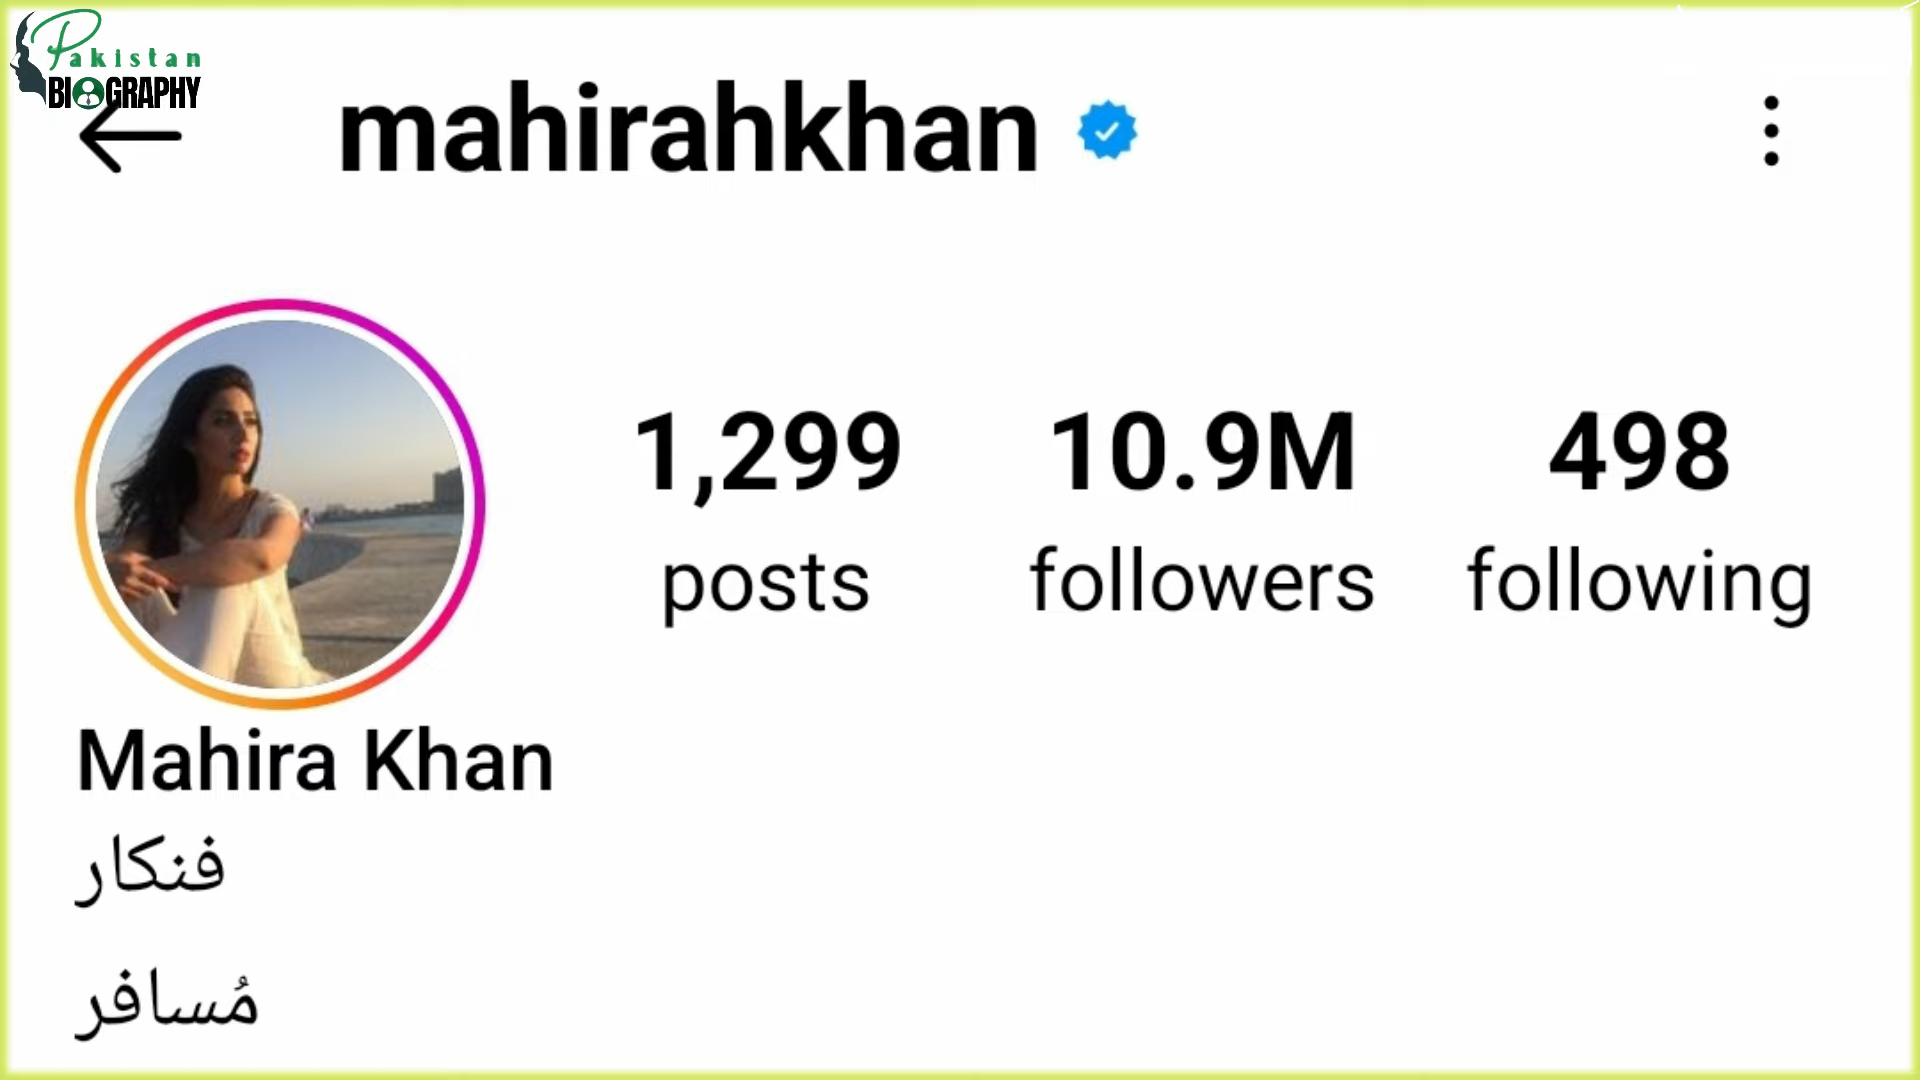 Pakistan
BIOGRAPHY
mahirahkhan
1,299 10.9M 498
posts followers following
Mahira Khan
فنکار
مُسافر